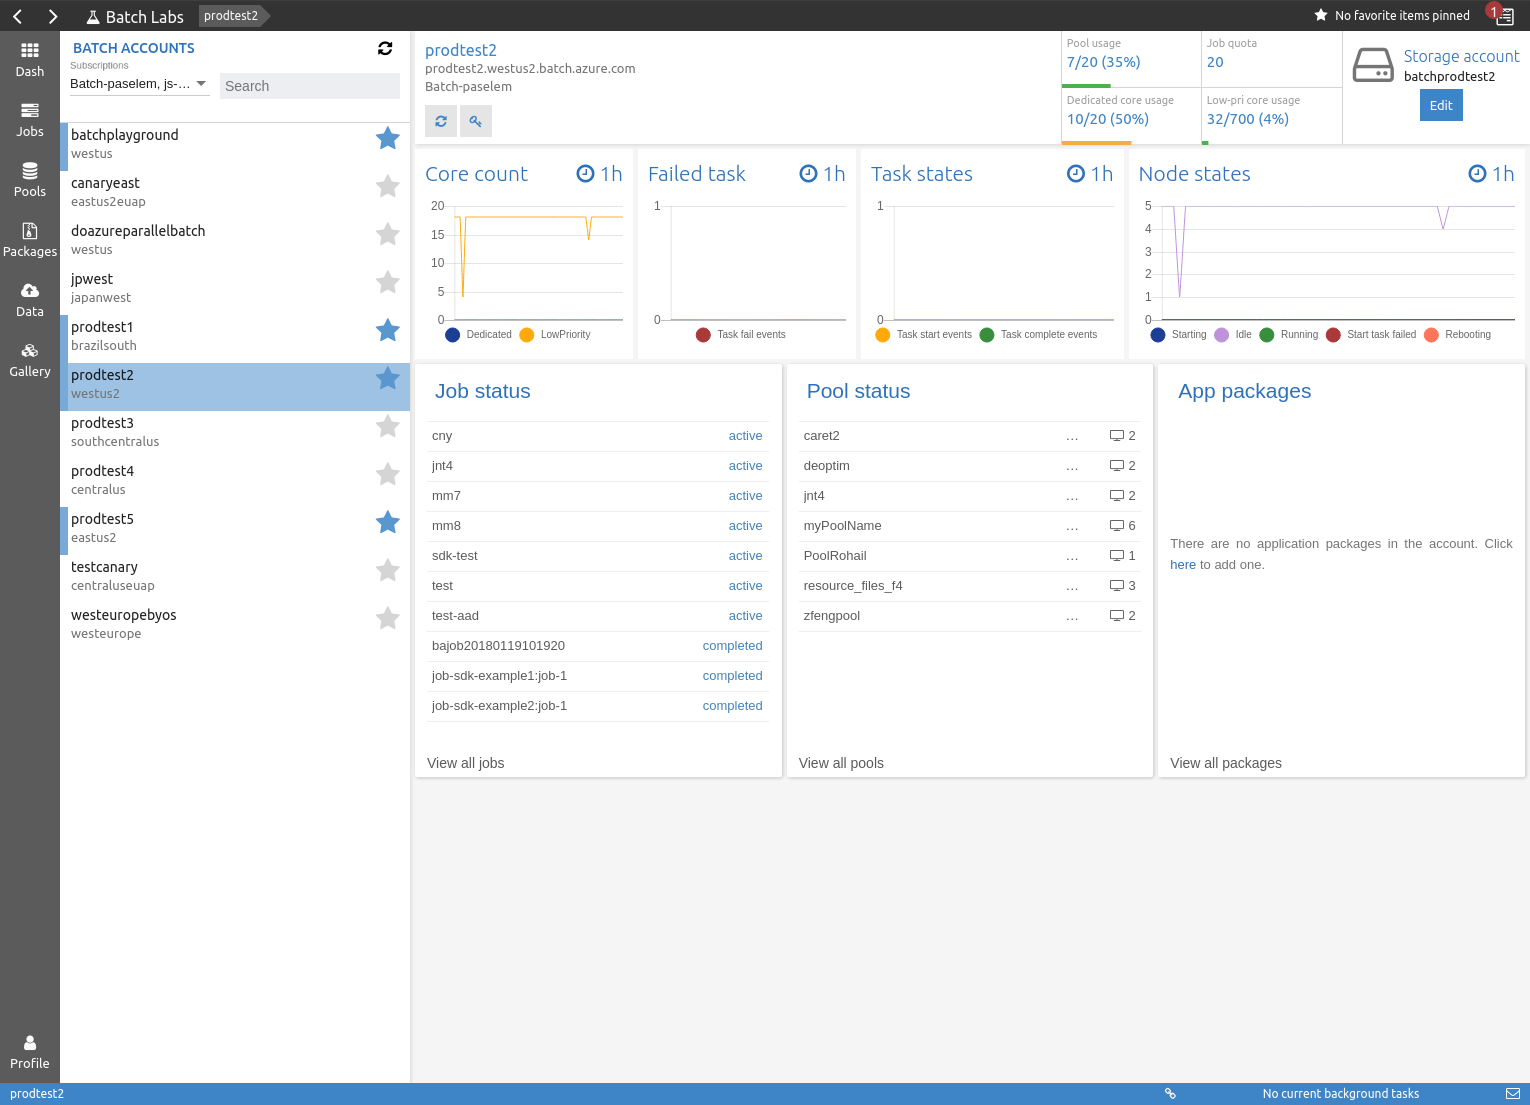 Batch Labs
prodtest2
No favorite items pinned
1
Dash
Jobs
Pools
Packages
Data
Gallery
Profile
BATCH ACCOUNTS
Subscriptions
Batch-paselem, js-...
Search
batchplayground
westus
canaryeast
eastus2euap
doazureparallelbatch
westus
jpwest
japanwest
prodtest1
brazilsouth
prodtest2
westus2
prodtest3
southcentralus
prodtest4
centralus
prodtest5
eastus2
testcanary
centraluseuap
westeuropebyos
westeurope
prodtest2
prodtest2.westus2.batch.azure.com
Batch-paselem
Pool usage
7/20 (35%)
Job quota
20
Dedicated core usage
10/20 (50%)
Low-pri core usage
32/700 (4%)
Storage account
batchprodtest2
Edit
Core count 1h
20
15
10
5
0
Dedicated LowPriority
Failed task 1h
1
0
Task fail events
Task states 1h
1
0
Task start events Task complete events
Node states 1h
5
4
3
2
1
0
Starting Idle Running Start task failed Rebooting
Job status
cny active
jnt4 active
mm7 active
mm8 active
sdk-test active
test active
test-aad active
bajob20180119101920 completed
job-sdk-example1:job-1 completed
job-sdk-example2:job-1 completed
View all jobs
Pool status
caret2 ... 2
deoptim ... 2
jnt4 ... 2
myPoolName ... 6
PoolRohail ... 1
resource_files_f4 ... 3
zfengpool ... 2
View all pools
App packages
There are no application packages in the account. Click
here to add one.
View all packages
prodtest2
No current background tasks